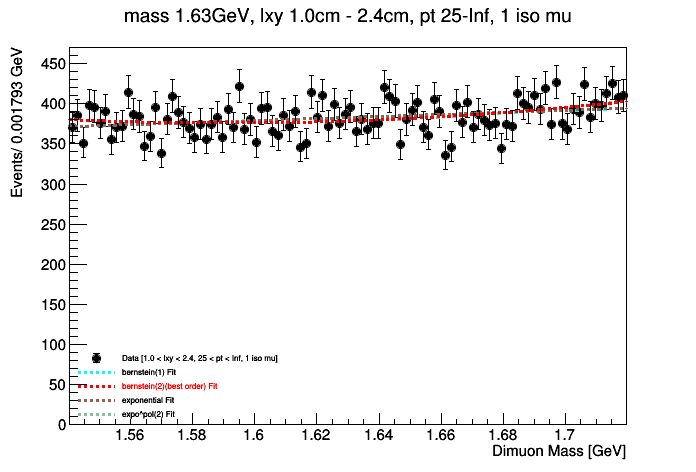 mass 1.63GeV, lxy 1.0cm - 2.4cm, pt 25-Inf, 1 iso mu
Events/ 0.001793 GeV
450
400
350
300
250
200
150
100
50
0
Data [1.0 < lxy < 2.4, 25 < pt < Inf, 1 iso mu]
bernstein(1) Fit
bernstein(2)(best order) Fit
exponential Fit
expo*pol(2) Fit
1.56 1.58 1.6 1.62 1.64 1.66 1.68 1.7
Dimuon Mass [GeV]